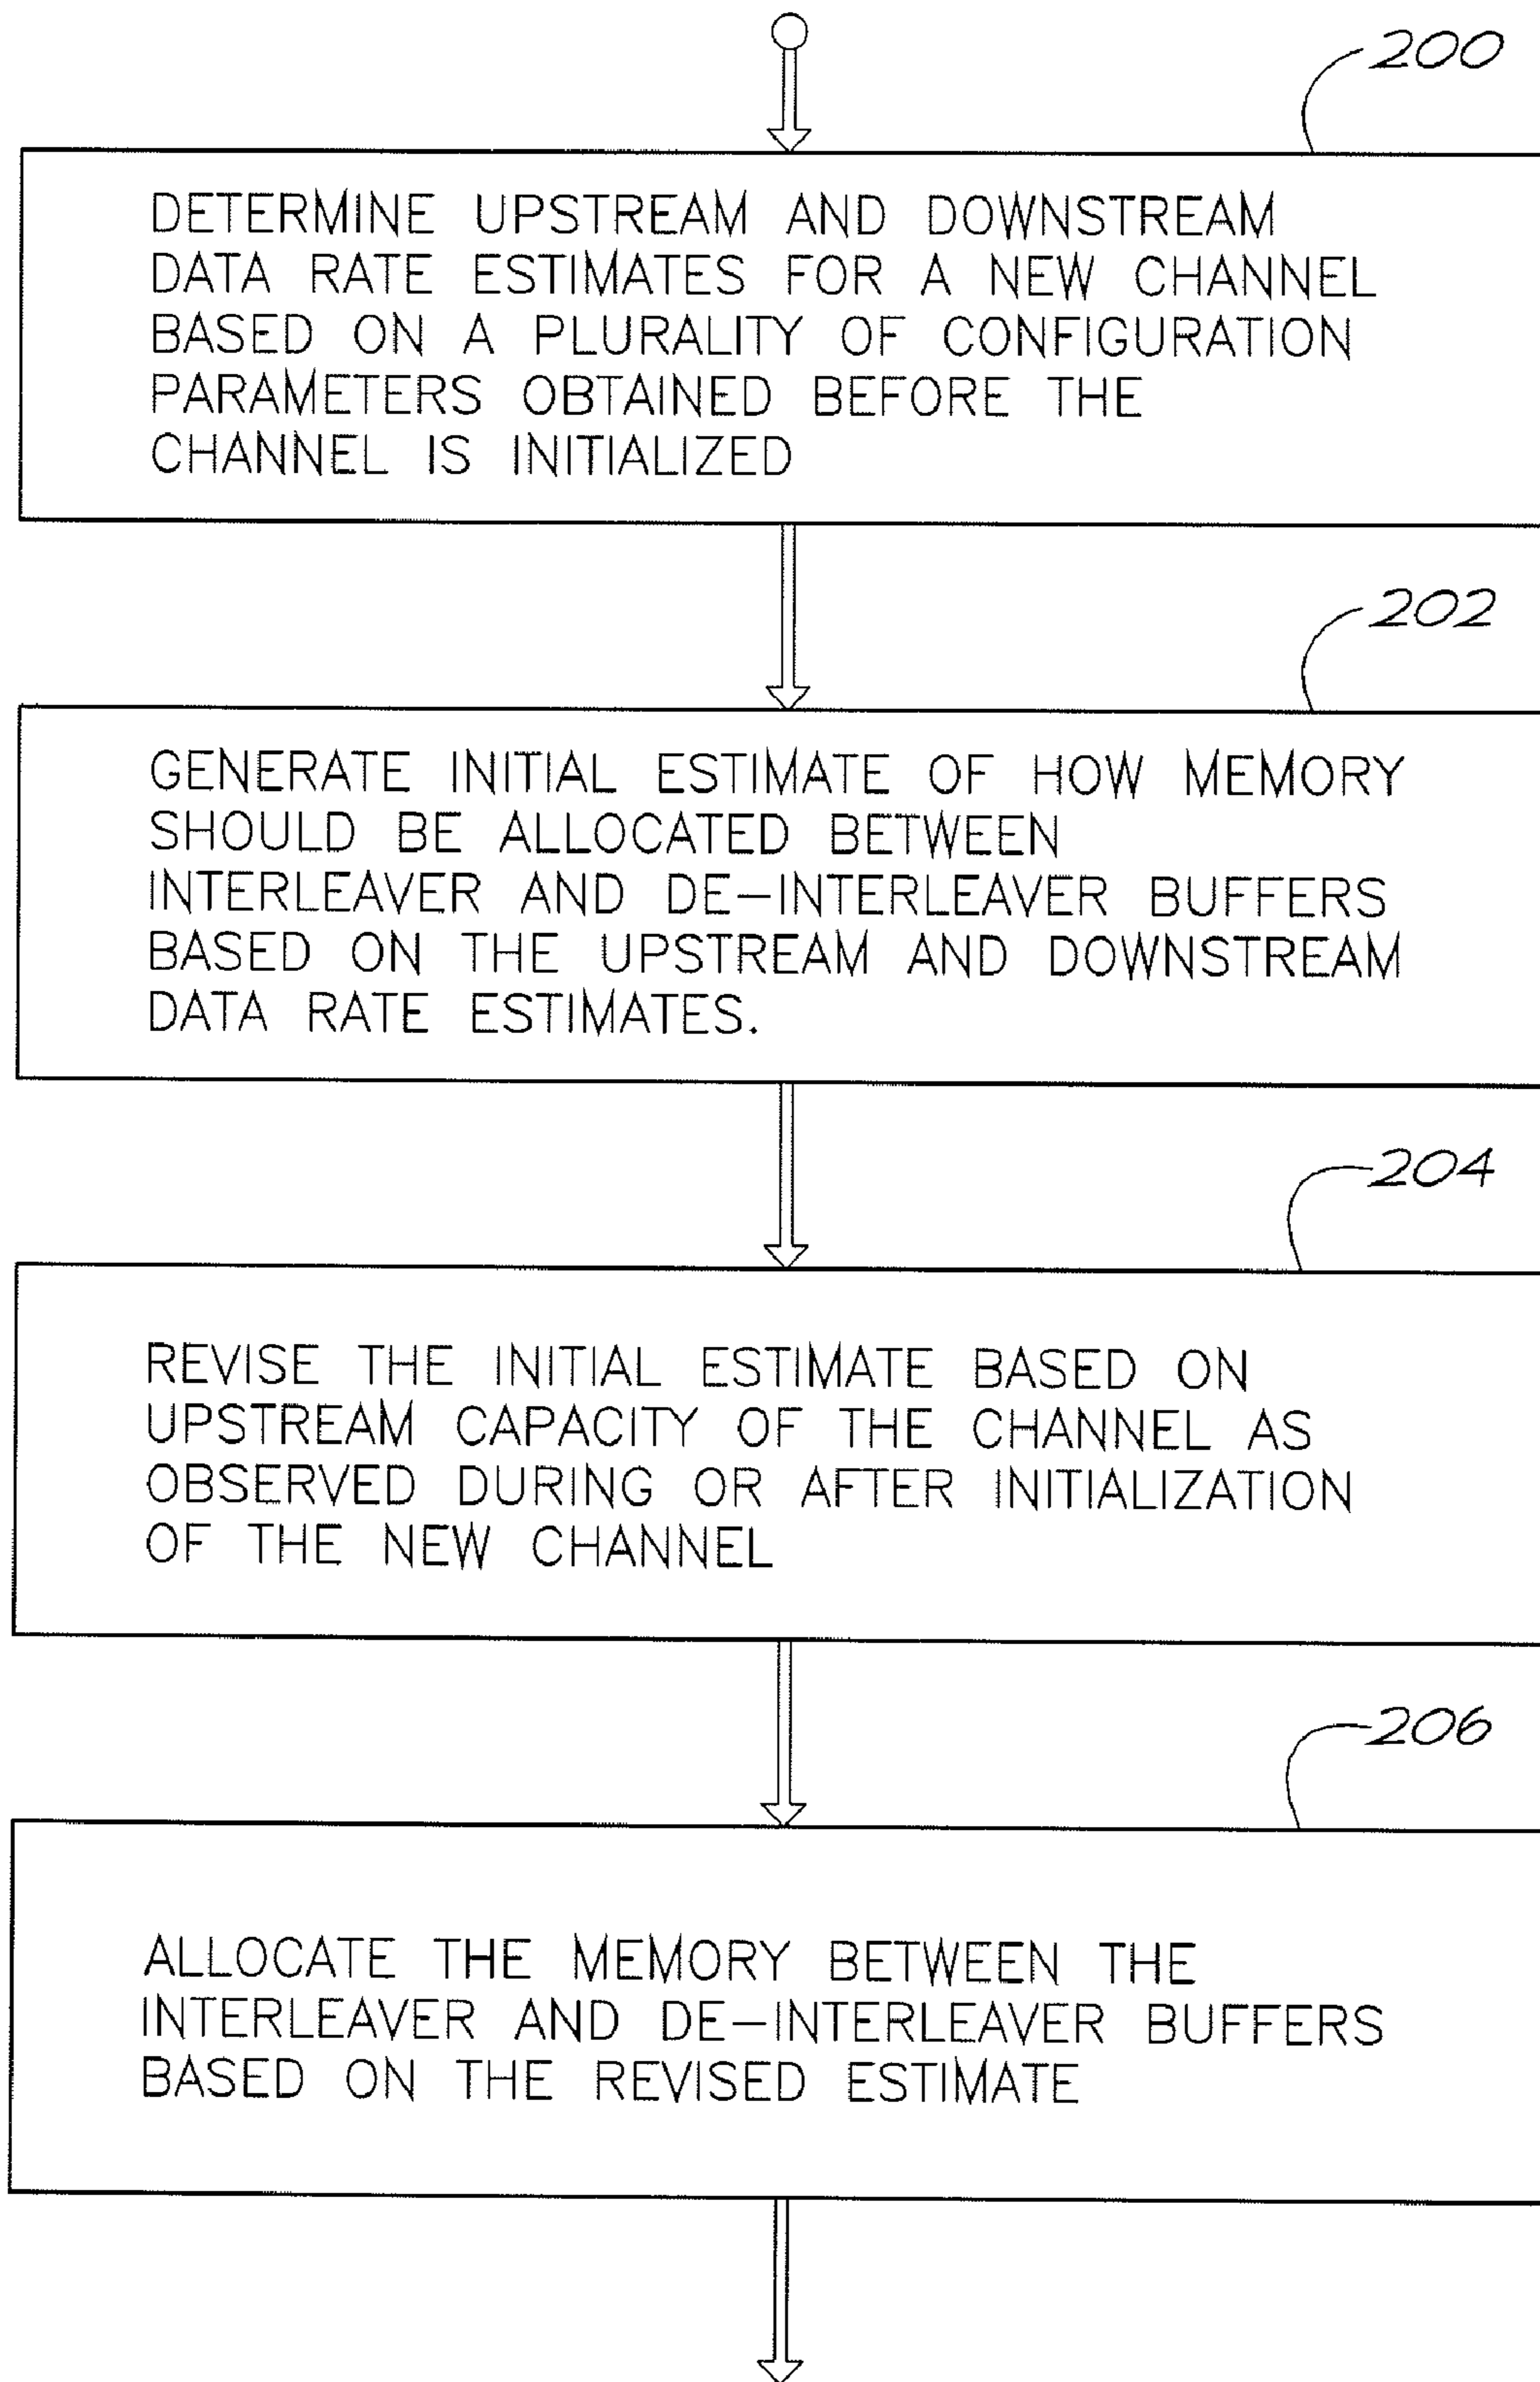 200
DETERMINE UPSTREAM AND DOWNSTREAM
DATA RATE ESTIMATES FOR A NEW CHANNEL
BASED ON A PLURALITY OF CONFIGURATION
PARAMETERS OBTAINED BEFORE THE
CHANNEL IS INITIALIZED
202
GENERATE INITIAL ESTIMATE OF HOW MEMORY
SHOULD BE ALLOCATED BETWEEN
INTERLEAVER AND DE-INTERLEAVER BUFFERS
BASED ON THE UPSTREAM AND DOWNSTREAM
DATA RATE ESTIMATES.
204
REVISE THE INITIAL ESTIMATE BASED ON
UPSTREAM CAPACITY OF THE CHANNEL AS
OBSERVED DURING OR AFTER INITIALIZATION
OF THE NEW CHANNEL
206
ALLOCATE THE MEMORY BETWEEN THE
INTERLEAVER AND DE-INTERLEAVER BUFFERS
BASED ON THE REVISED ESTIMATE